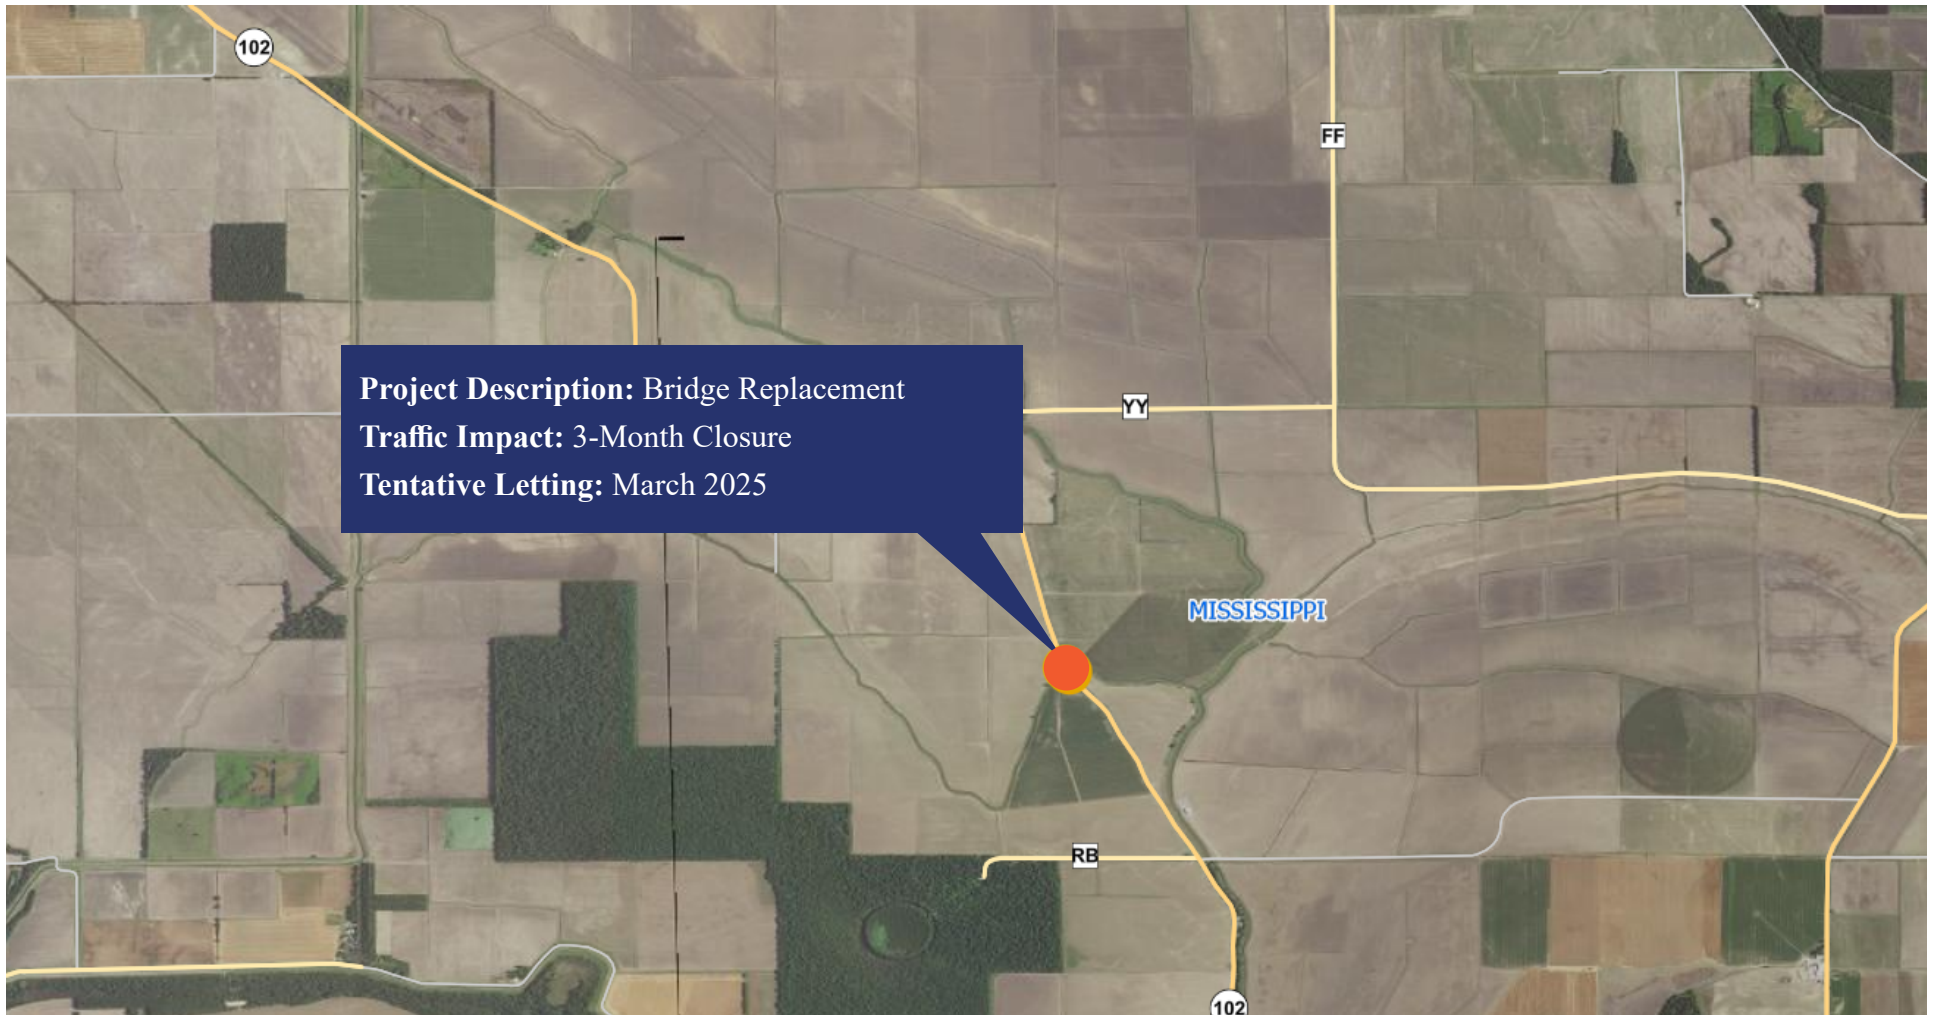 102
FF
Project Description: Bridge Replacement
YY
Traffic Impact: 3-Month Closure
Tentative Letting: March 2025
MISSISSIPPI
RB
102